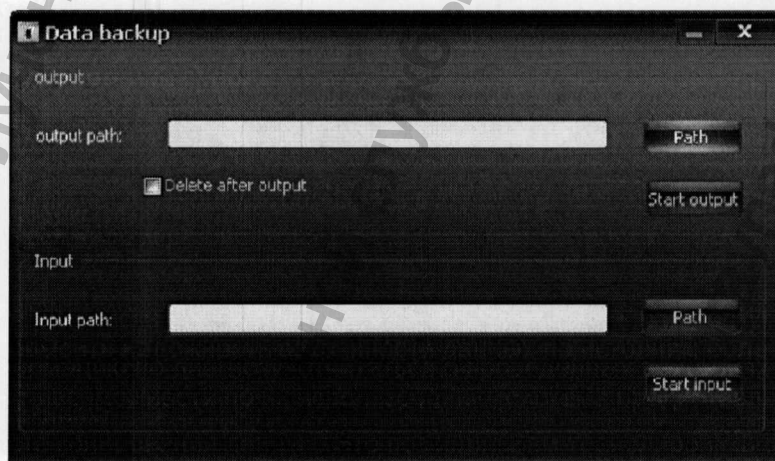 Data backup
output
output path:
Path
Delete after output
Start output
Input
Input path:
Path
Start input